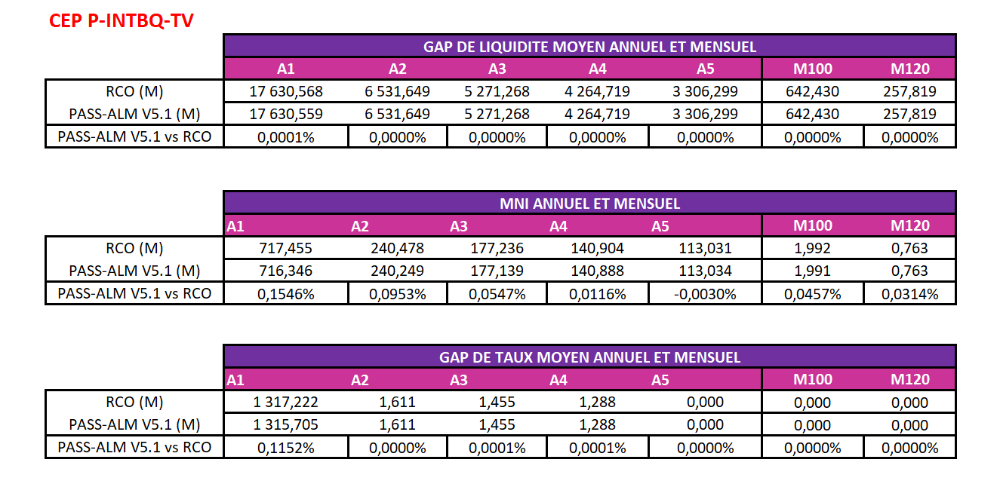 CEP P-INTBQ-TV
GAP DE LIQUIDITE MOYEN ANNUEL ET MENSUEL
A1 A2 A3 A4 A5 M100 M120
RCO (M) 17 630,568 6 531,649 5 271,268 4 264,719 3 306,299 642,430 257,819
PASS-ALM V5.1 (M) 17 630,559 6 531,649 5 271,268 4 264,719 3 306,299 642,430 257,819
PASS-ALM V5.1 vs RCO 0,0001% 0,0000% 0,0000% 0,0000% 0,0000% 0,0000% 0,0000%
MNI ANNUEL ET MENSUEL
A1 A2 A3 A4 A5 M100 M120
RCO (M) 717,455 240,478 177,236 140,904 113,031 1,992 0,763
PASS-ALM V5.1 (M) 716,346 240,249 177,139 140,888 113,034 1,991 0,763
PASS-ALM V5.1 vs RCO 0,1546% 0,0953% 0,0547% 0,0116% -0,0030% 0,0457% 0,0314%
GAP DE TAUX MOYEN ANNUEL ET MENSUEL
A1 A2 A3 A4 A5 M100 M120
RCO (M) 1 317,222 1,611 1,455 1,288 0,000 0,000 0,000
PASS-ALM V5.1 (M) 1 315,705 1,611 1,455 1,288 0,000 0,000 0,000
PASS-ALM V5.1 vs RCO 0,1152% 0,0000% 0,0001% 0,0001% 0,0000% 0,0000% 0,0000%